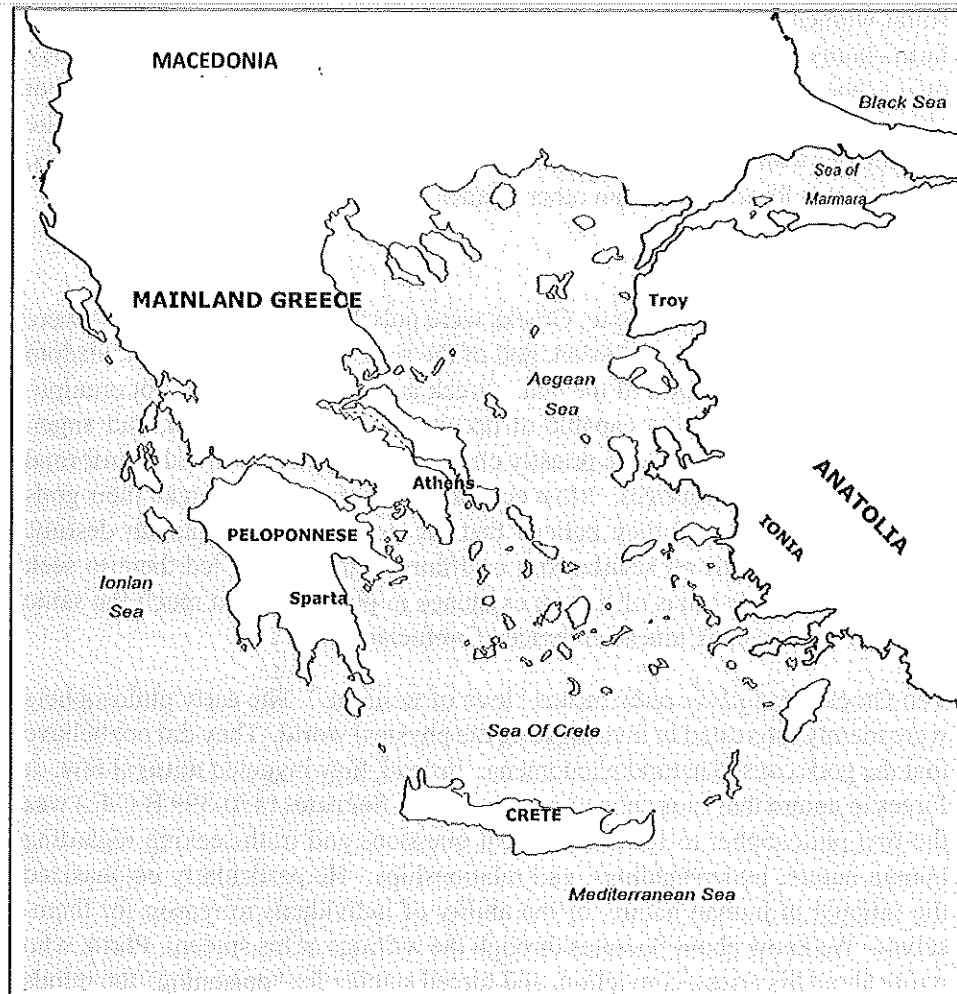 MACEDONIA
Black Sea
Sea of
Marmara
MAINLAND GREECE
Troy
Aegean
Sea
Athens
ANATOLIA
IONIA
PELOPONNESE
Ionian
Sea
Sparta
Sea Of Crete
CRETE
Mediterranean Sea